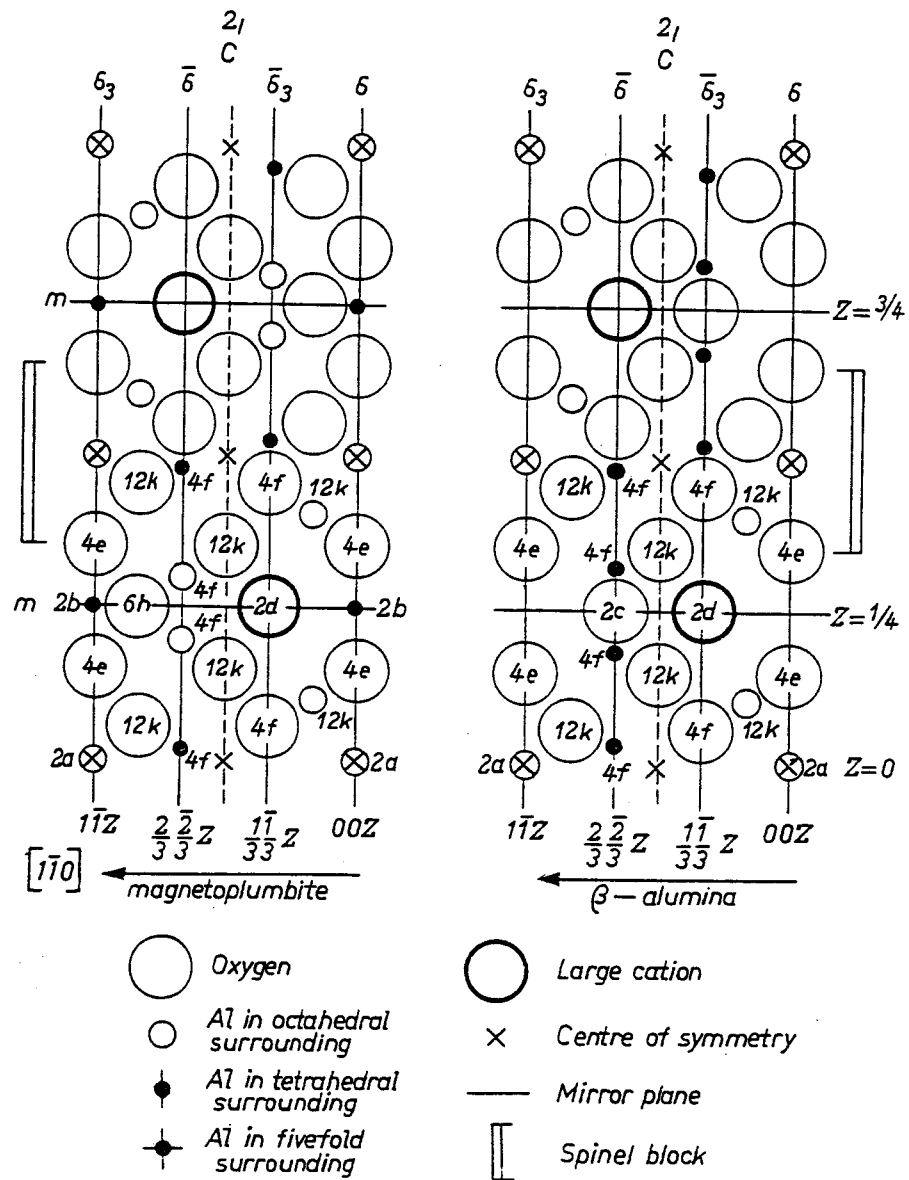 2₁ 2₁
C C
6₃ 6̄ 6̄₃ 6 6₃ 6̄ 6̄₃ 6
m Z=3/4
12k 4f 4f 12k 12k 4f 4f 12k
4e 12k 4e 4e 4f 12k 4e
4f
m 2b 6h 2d 2b 2c 2d Z=1/4
4f
4e 12k 4e 4e 4f 12k 4e
12k 4f 12k 12k 4f 12k
2a 4f 2a 2a 4f 2a Z=0
11̄Z 2/3 2̄/3 Z 1/3 1̄/3 Z 00Z 11̄Z 2/3 2̄/3 Z 1/3 1̄/3 Z 00Z
[11̄0] magnetoplumbite β-alumina
Oxygen Large cation
Al in octahedral surrounding Centre of symmetry
Al in tetrahedral surrounding Mirror plane
Al in fivefold surrounding Spinel block